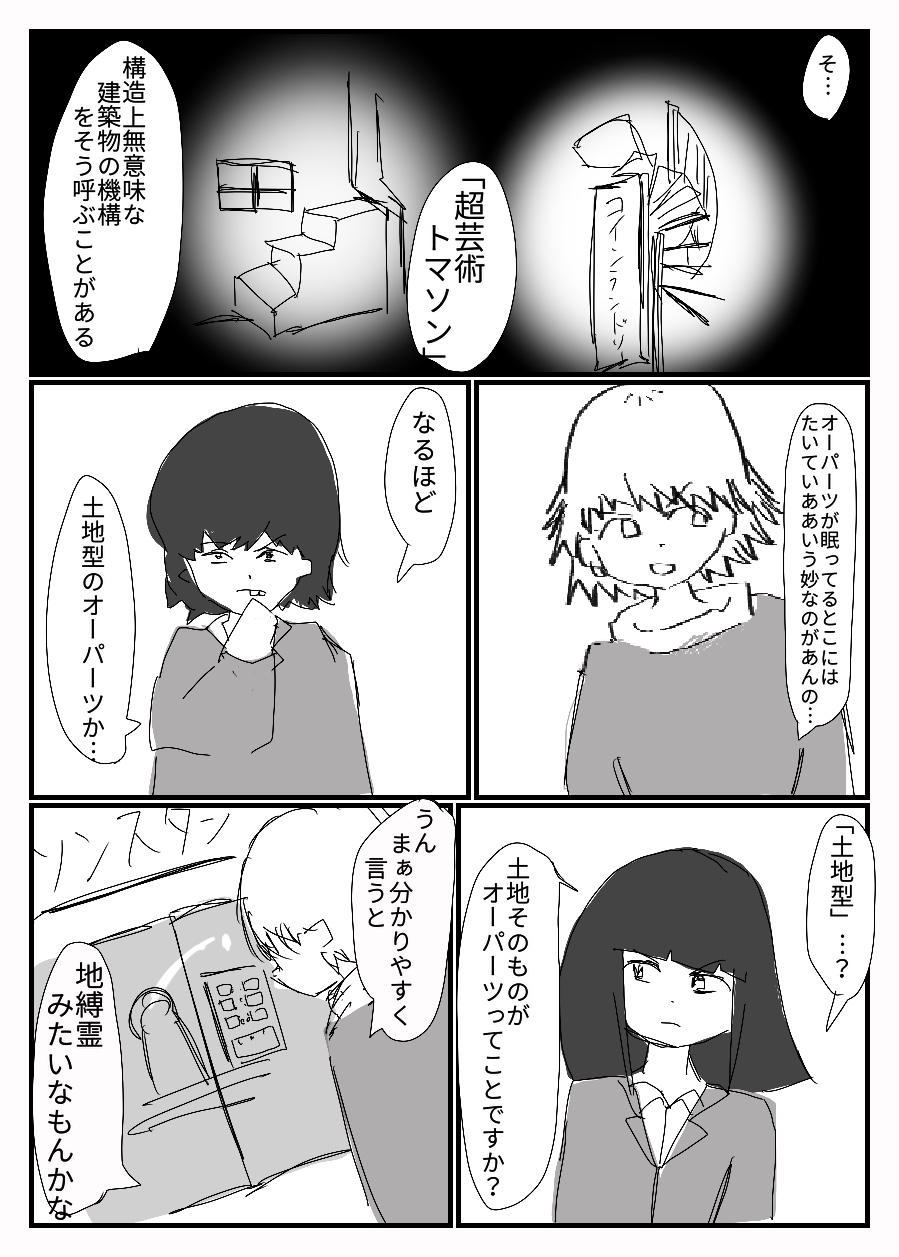 そ…
コインランドリ
「超芸術
トマソン」
構造上無意味な
建築物の機構
をそう呼ぶことがある
オーパーツが眠ってるとこには
たいていああいう妙なのがあんの…
なるほど
土地型のオーパーツか…
「土地型」…？
土地そのものが
オーパーツってことですか？
うん
まぁ分かりやすく
言うと
ンスタン
地縛霊
みたいなもんかな